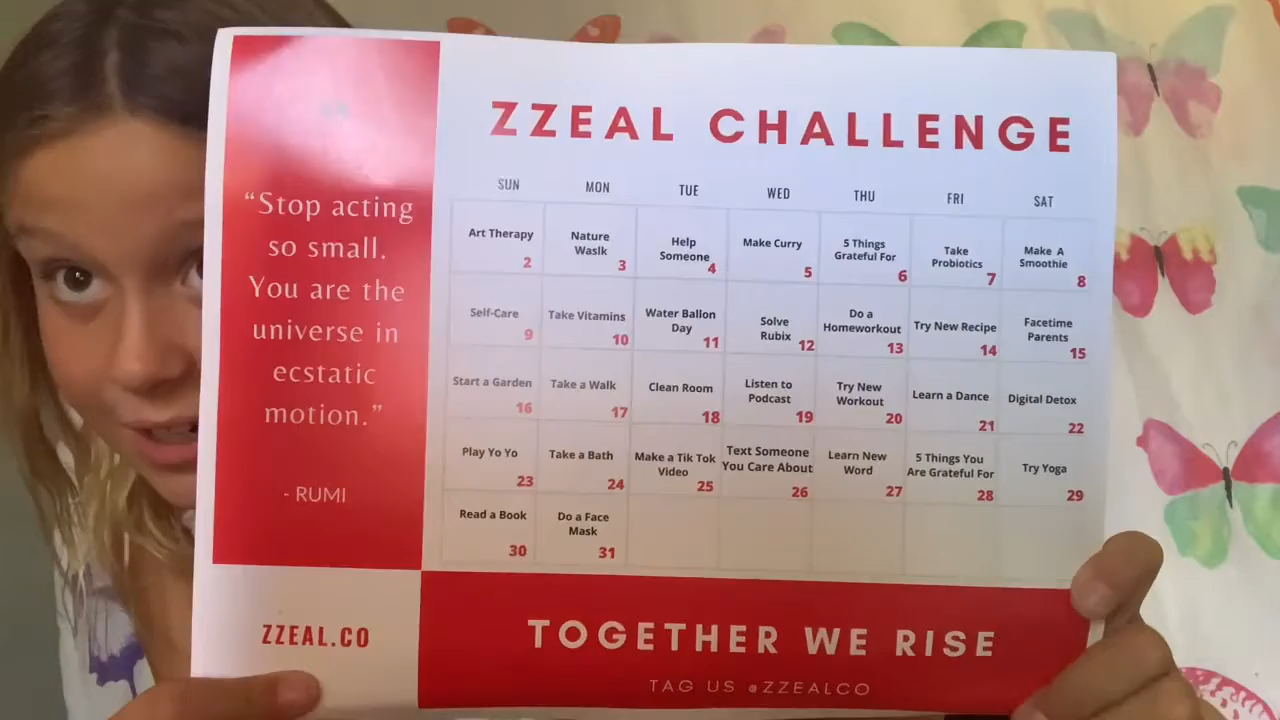 ZZEAL CHALLENGE
“Stop acting
so small.
You are the
universe in
ecstatic
motion.”
- RUMI
SUN MON TUE WED THU FRI SAT
Art Therapy
2
Nature
Waslk
3
Help
Someone
4
Make Curry
5
5 Things
Grateful For
6
Take
Probiotics
7
Make A
Smoothie
8
Self-Care
9
Take Vitamins
10
Water Ballon
Day
11
Solve
Rubix
12
Do a
Homeworkout
13
Try New Recipe
14
Facetime
Parents
15
Start a Garden
16
Take a Walk
17
Clean Room
18
Listen to
Podcast
19
Try New
Workout
20
Learn a Dance
21
Digital Detox
22
Play Yo Yo
23
Take a Bath
24
Make a Tik Tok
Video
25
Text Someone
You Care About
26
Learn New
Word
27
5 Things You
Are Grateful For
28
Try Yoga
29
Read a Book
30
Do a Face
Mask
31
ZZEAL.CO
TOGETHER WE RISE
TAG US @ZZEALCO